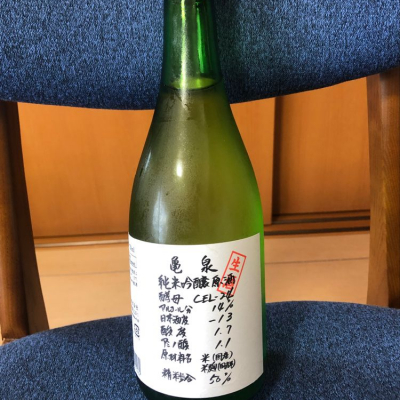 亀泉
生
純米吟醸原酒
酵母 CEL-24
アルコール分 14%
日本酒度 -13
酸度 1.7
アミノ酸 1.1
原材料名 米(国産)
米麹(国産米)
精米歩合 50%